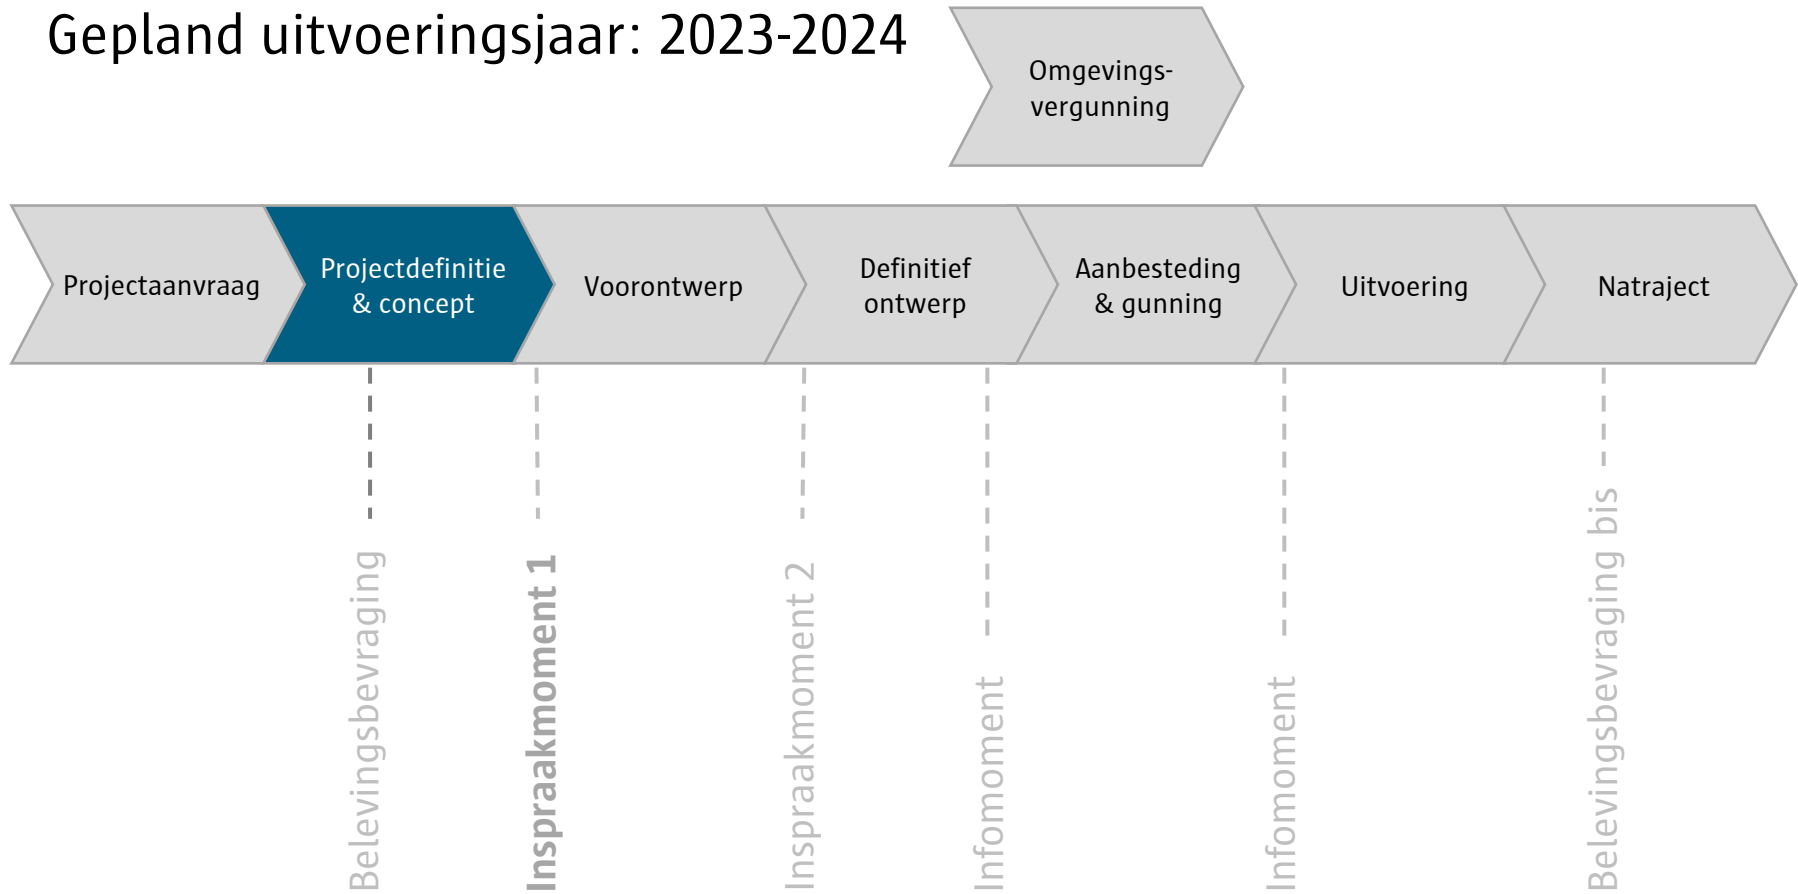 Gepland uitvoeringsjaar: 2023-2024
Omgevings-
vergunning
Projectaanvraag
Projectdefinitie
& concept
Voorontwerp
Definitief
ontwerp
Aanbesteding
& gunning
Uitvoering
Natraject
Belevingsbevraging
Inspraakmoment 1
Inspraakmoment 2
Infomoment
Infomoment
Belevingsbevraging bis